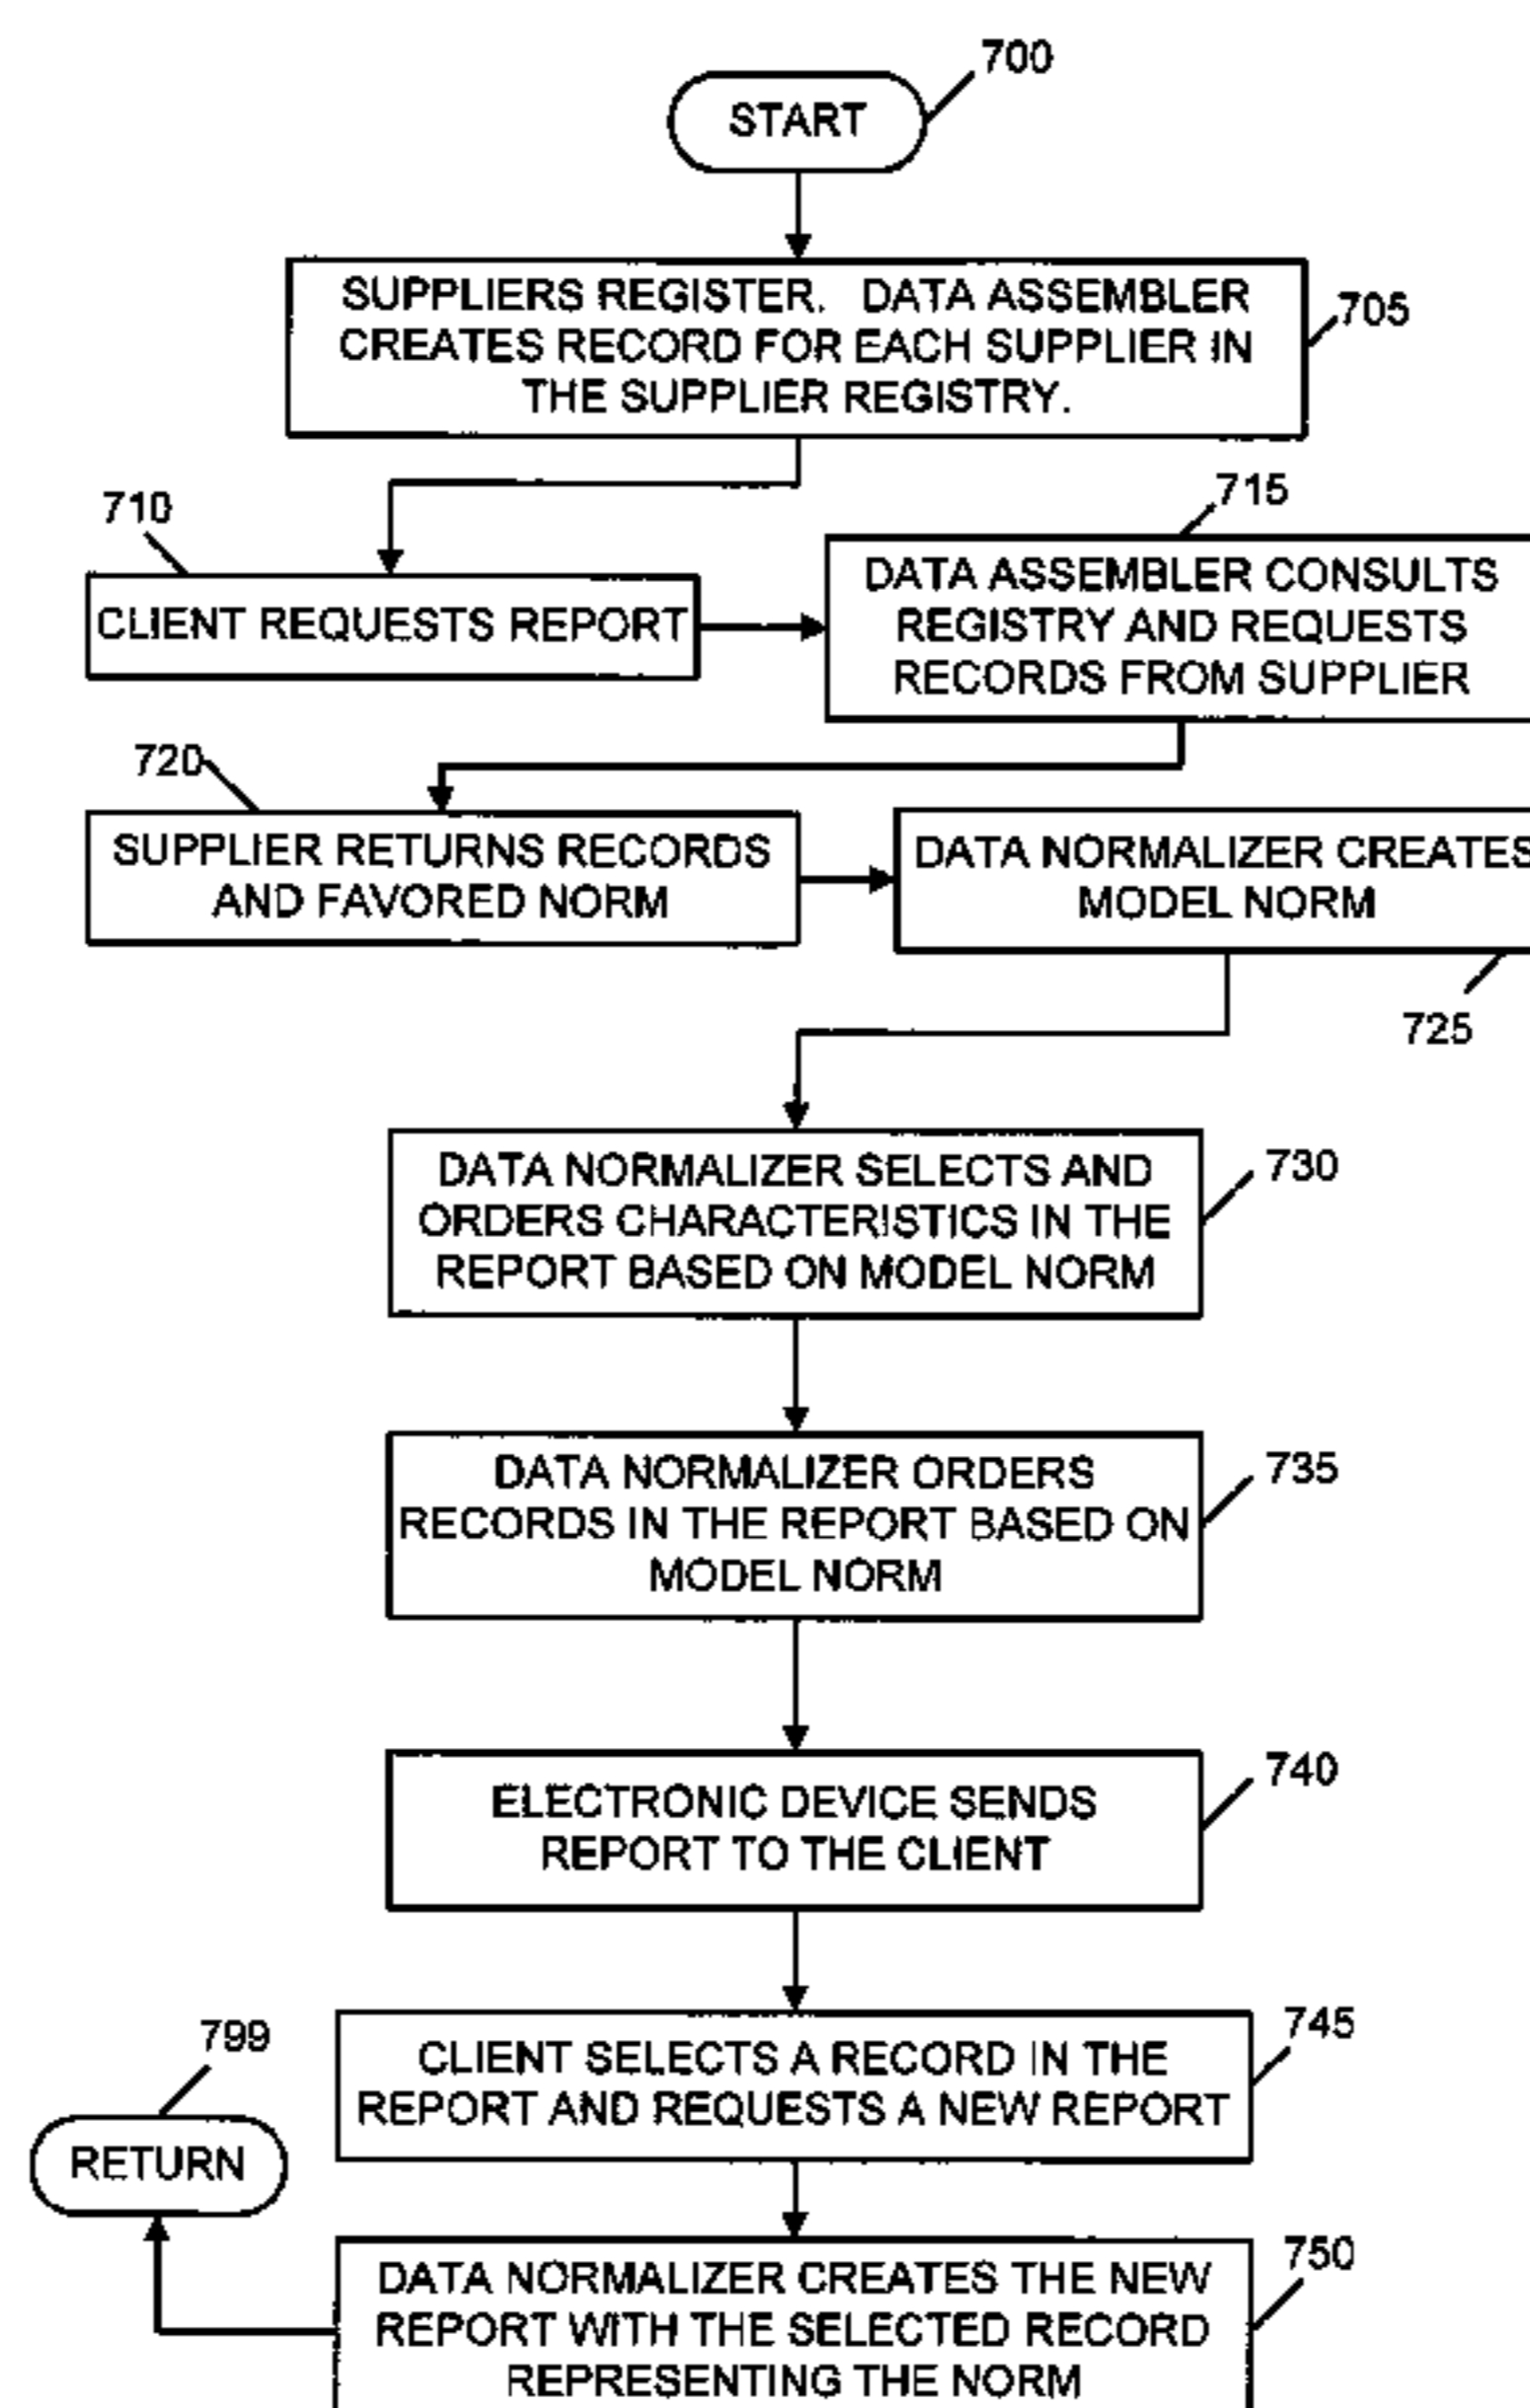 700
START
SUPPLIERS REGISTER. DATA ASSEMBLER
CREATES RECORD FOR EACH SUPPLIER IN
THE SUPPLIER REGISTRY.
705
710
CLIENT REQUESTS REPORT
715
DATA ASSEMBLER CONSULTS
REGISTRY AND REQUESTS
RECORDS FROM SUPPLIER
720
SUPPLIER RETURNS RECORDS
AND FAVORED NORM
DATA NORMALIZER CREATES
MODEL NORM
725
DATA NORMALIZER SELECTS AND
ORDERS CHARACTERISTICS IN THE
REPORT BASED ON MODEL NORM
730
DATA NORMALIZER ORDERS
RECORDS IN THE REPORT BASED ON
MODEL NORM
735
ELECTRONIC DEVICE SENDS
REPORT TO THE CLIENT
740
CLIENT SELECTS A RECORD IN THE
REPORT AND REQUESTS A NEW REPORT
745
799
RETURN
DATA NORMALIZER CREATES THE NEW
REPORT WITH THE SELECTED RECORD
REPRESENTING THE NORM
750